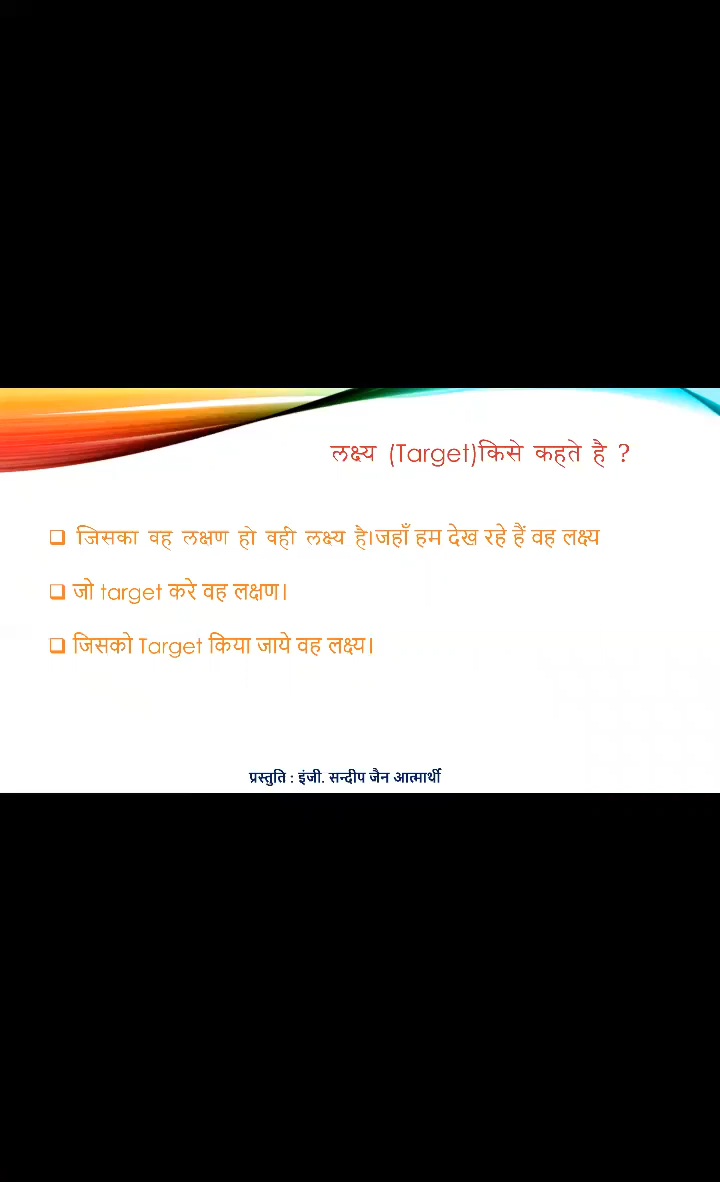 लक्ष्य (Target)किसे कहते है ?
❑ जिसका वह लक्षण हो वही लक्ष्य है।जहाँ हम देख रहे हैं वह लक्ष्य
❑ जो target करे वह लक्षण।
❑ जिसको Target किया जाये वह लक्ष्य।
प्रस्तुति : इंजी. सन्दीप जैन आत्मार्थी